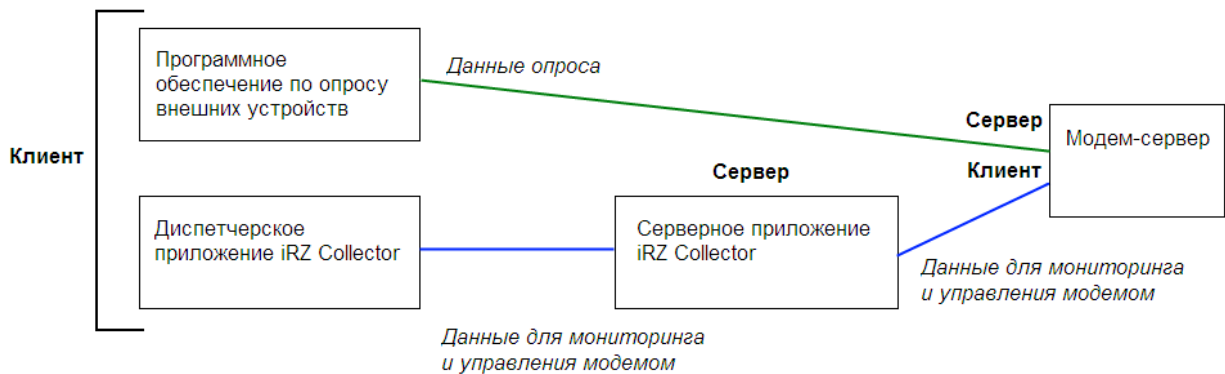 Программное
обеспечение по опросу
внешних устройств
Данные опроса
Сервер
Модем-сервер
Клиент
Клиент
Сервер
Диспетчерское
приложение iRZ Collector
Серверное приложение
iRZ Collector
Данные для мониторинга
и управления модемом
Данные для мониторинга
и управления модемом